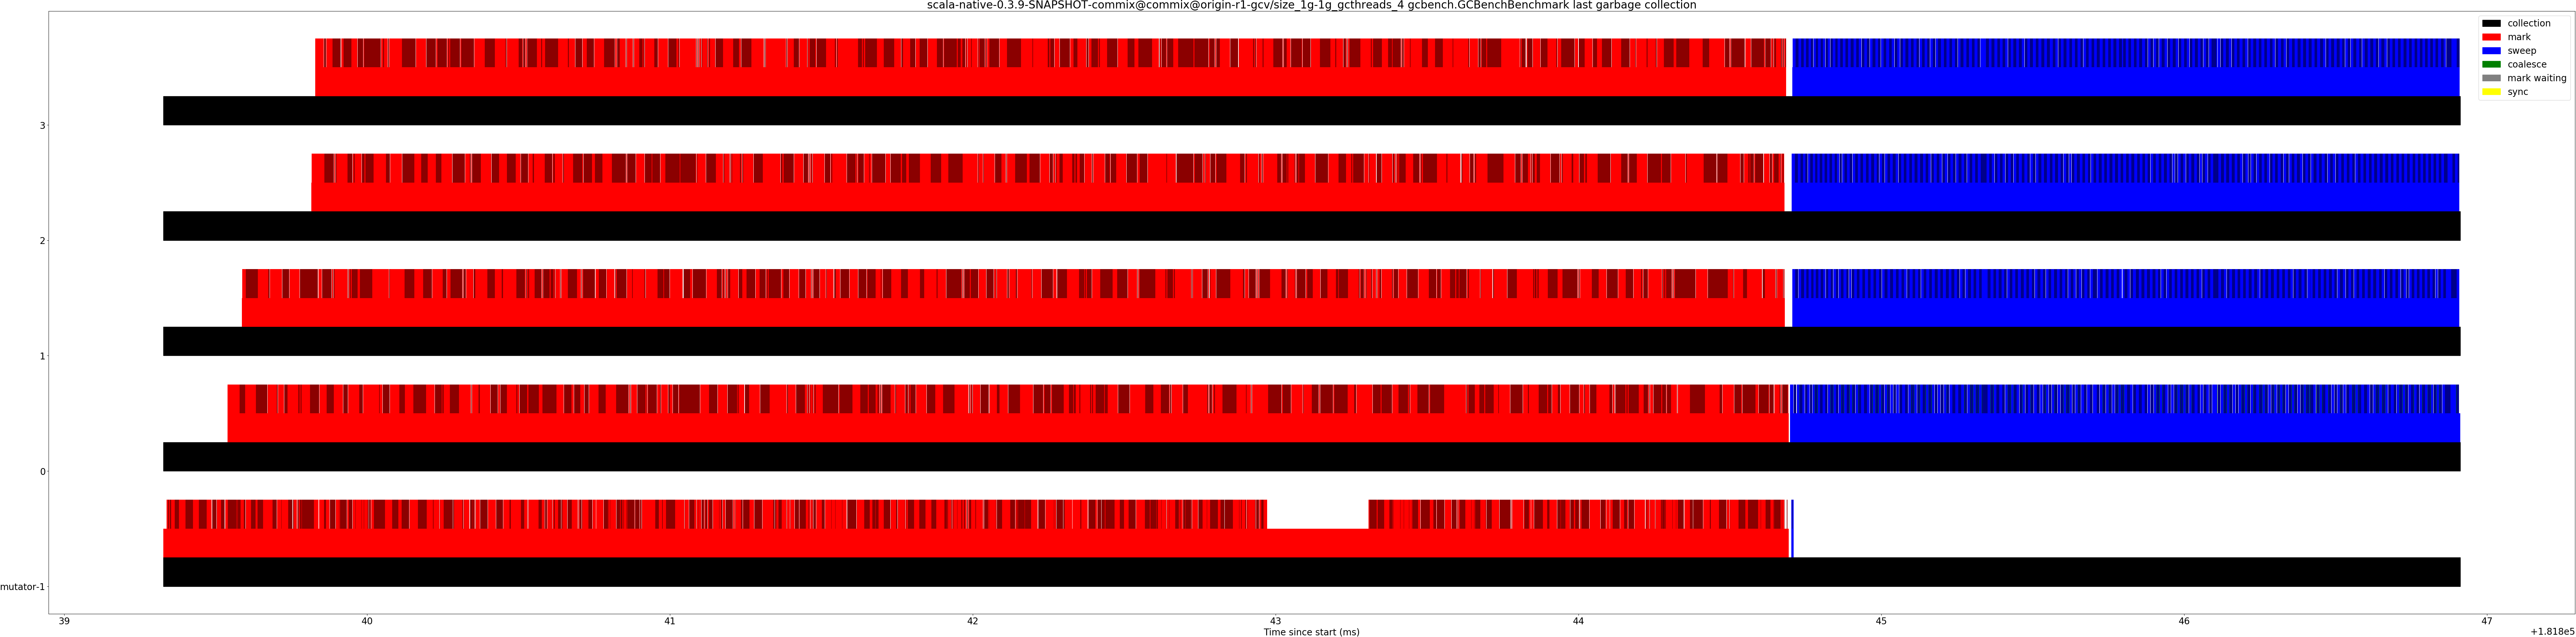 scala-native-0.3.9-SNAPSHOT-commix@commix@origin-r1-gcv/size_1g-1g_gcthreads_4 gcbench.GCBenchBenchmark last garbage collection
collection
mark
sweep
coalesce
mark waiting
sync
3
2
1
0
mutator-1
39 40 41 42 43 44 45 46 47
Time since start (ms)
+1.818e5